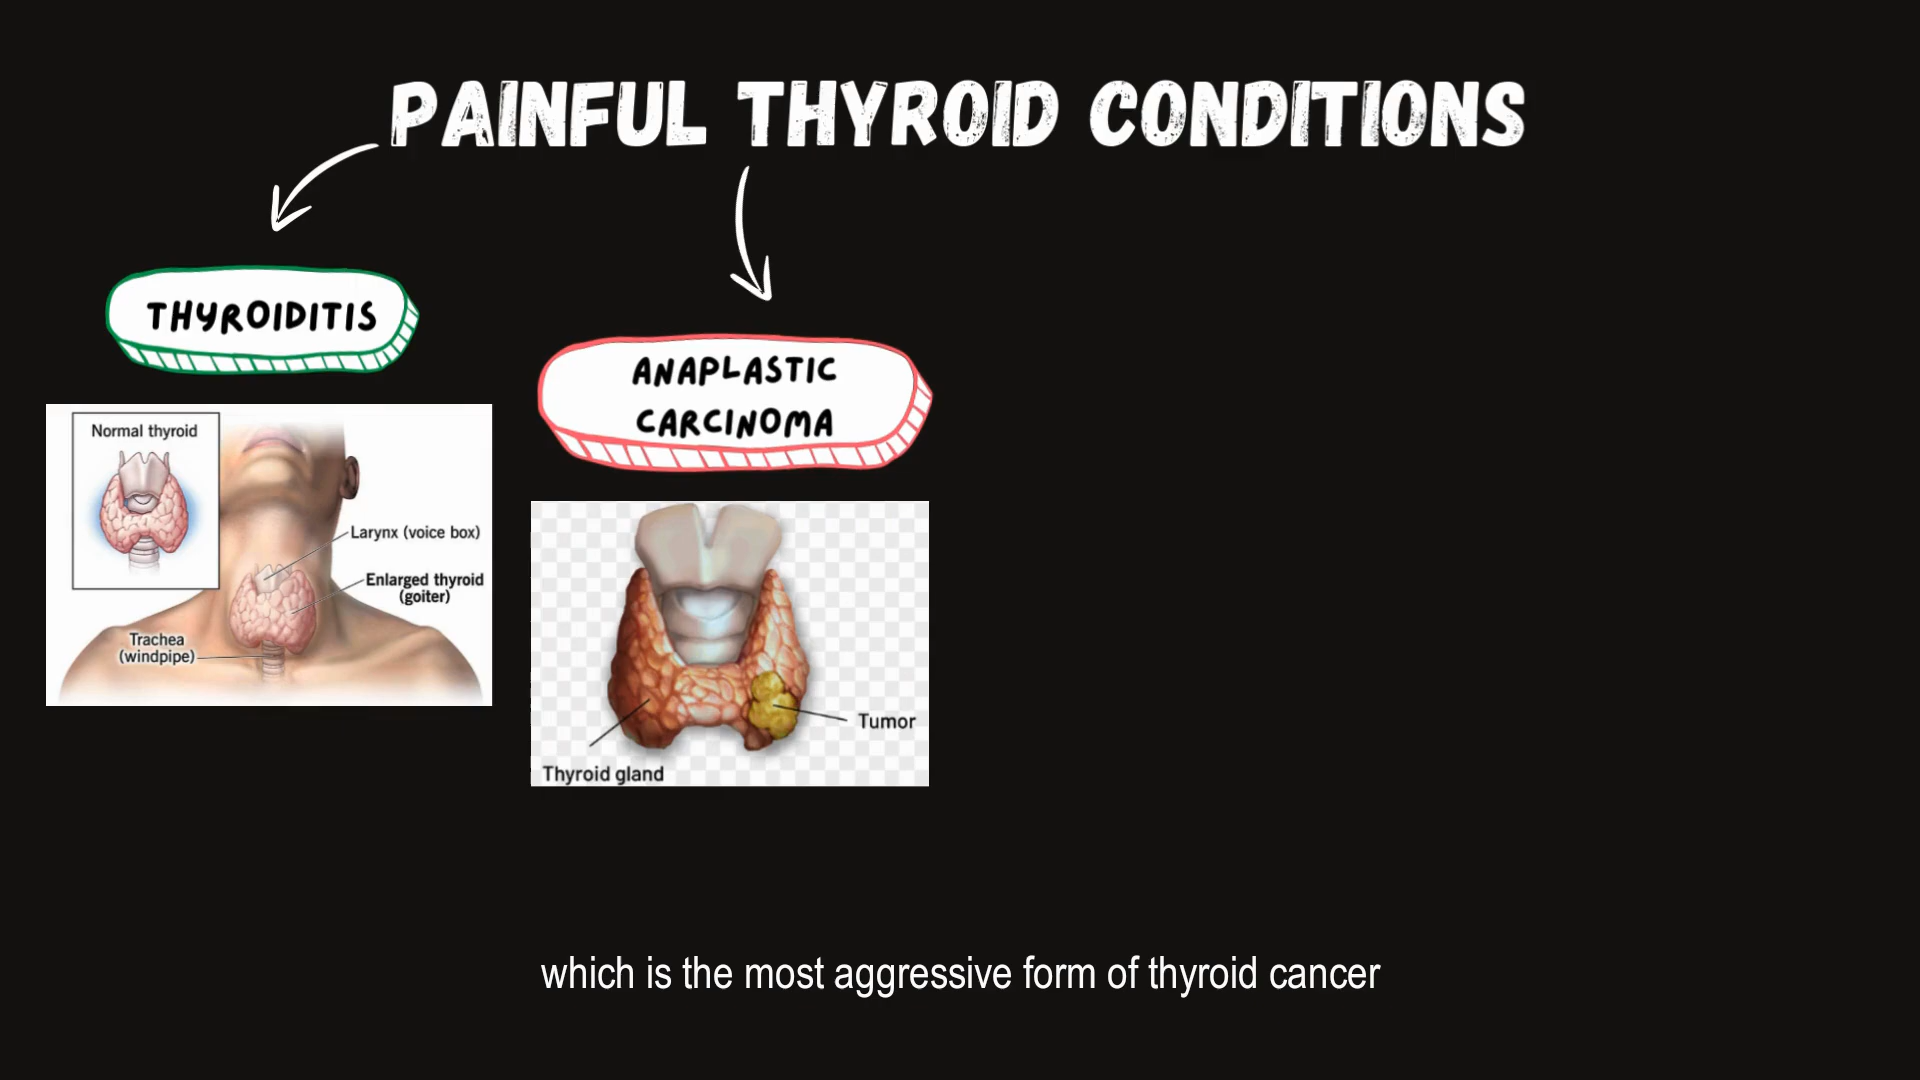 PAINFUL THYROID CONDITIONS
THYROIDITIS
Normal thyroid
Larynx (voice box)
Enlarged thyroid
(goiter)
Trachea
(windpipe)
ANAPLASTIC
CARCINOMA
Tumor
Thyroid gland
which is the most aggressive form of thyroid cancer